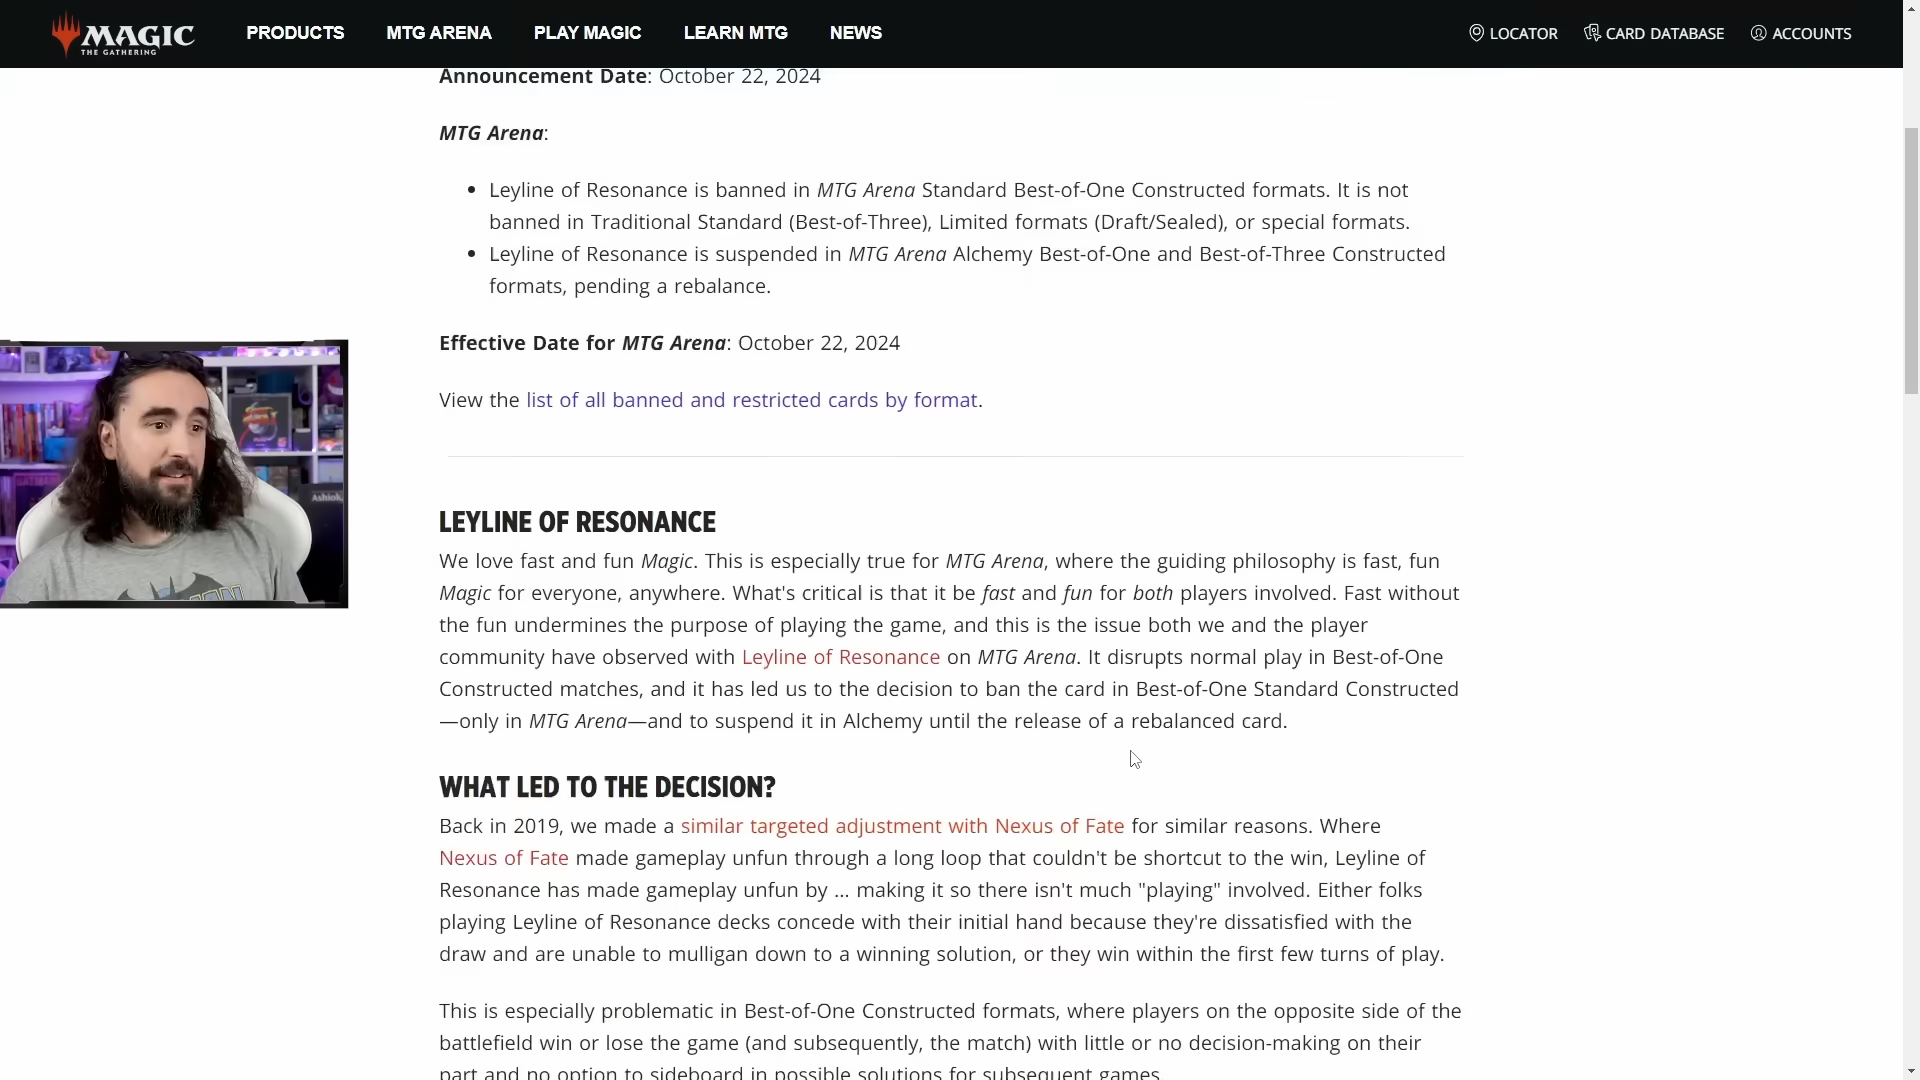 MAGIC
THE GATHERING
PRODUCTS MTG ARENA PLAY MAGIC LEARN MTG NEWS
LOCATOR CARD DATABASE ACCOUNTS
Announcement Date: October 22, 2024
MTG Arena:
• Leyline of Resonance is banned in MTG Arena Standard Best-of-One Constructed formats. It is not
banned in Traditional Standard (Best-of-Three), Limited formats (Draft/Sealed), or special formats.
• Leyline of Resonance is suspended in MTG Arena Alchemy Best-of-One and Best-of-Three Constructed
formats, pending a rebalance.
Effective Date for MTG Arena: October 22, 2024
View the list of all banned and restricted cards by format.
Ashiok
LEYLINE OF RESONANCE
We love fast and fun Magic. This is especially true for MTG Arena, where the guiding philosophy is fast, fun
Magic for everyone, anywhere. What's critical is that it be fast and fun for both players involved. Fast without
the fun undermines the purpose of playing the game, and this is the issue both we and the player
community have observed with Leyline of Resonance on MTG Arena. It disrupts normal play in Best-of-One
Constructed matches, and it has led us to the decision to ban the card in Best-of-One Standard Constructed
—only in MTG Arena—and to suspend it in Alchemy until the release of a rebalanced card.
WHAT LED TO THE DECISION?
Back in 2019, we made a similar targeted adjustment with Nexus of Fate for similar reasons. Where
Nexus of Fate made gameplay unfun through a long loop that couldn't be shortcut to the win, Leyline of
Resonance has made gameplay unfun by ... making it so there isn't much "playing" involved. Either folks
playing Leyline of Resonance decks concede with their initial hand because they're dissatisfied with the
draw and are unable to mulligan down to a winning solution, or they win within the first few turns of play.
This is especially problematic in Best-of-One Constructed formats, where players on the opposite side of the
battlefield win or lose the game (and subsequently, the match) with little or no decision-making on their
part and no option to sideboard in possible solutions for subsequent games.